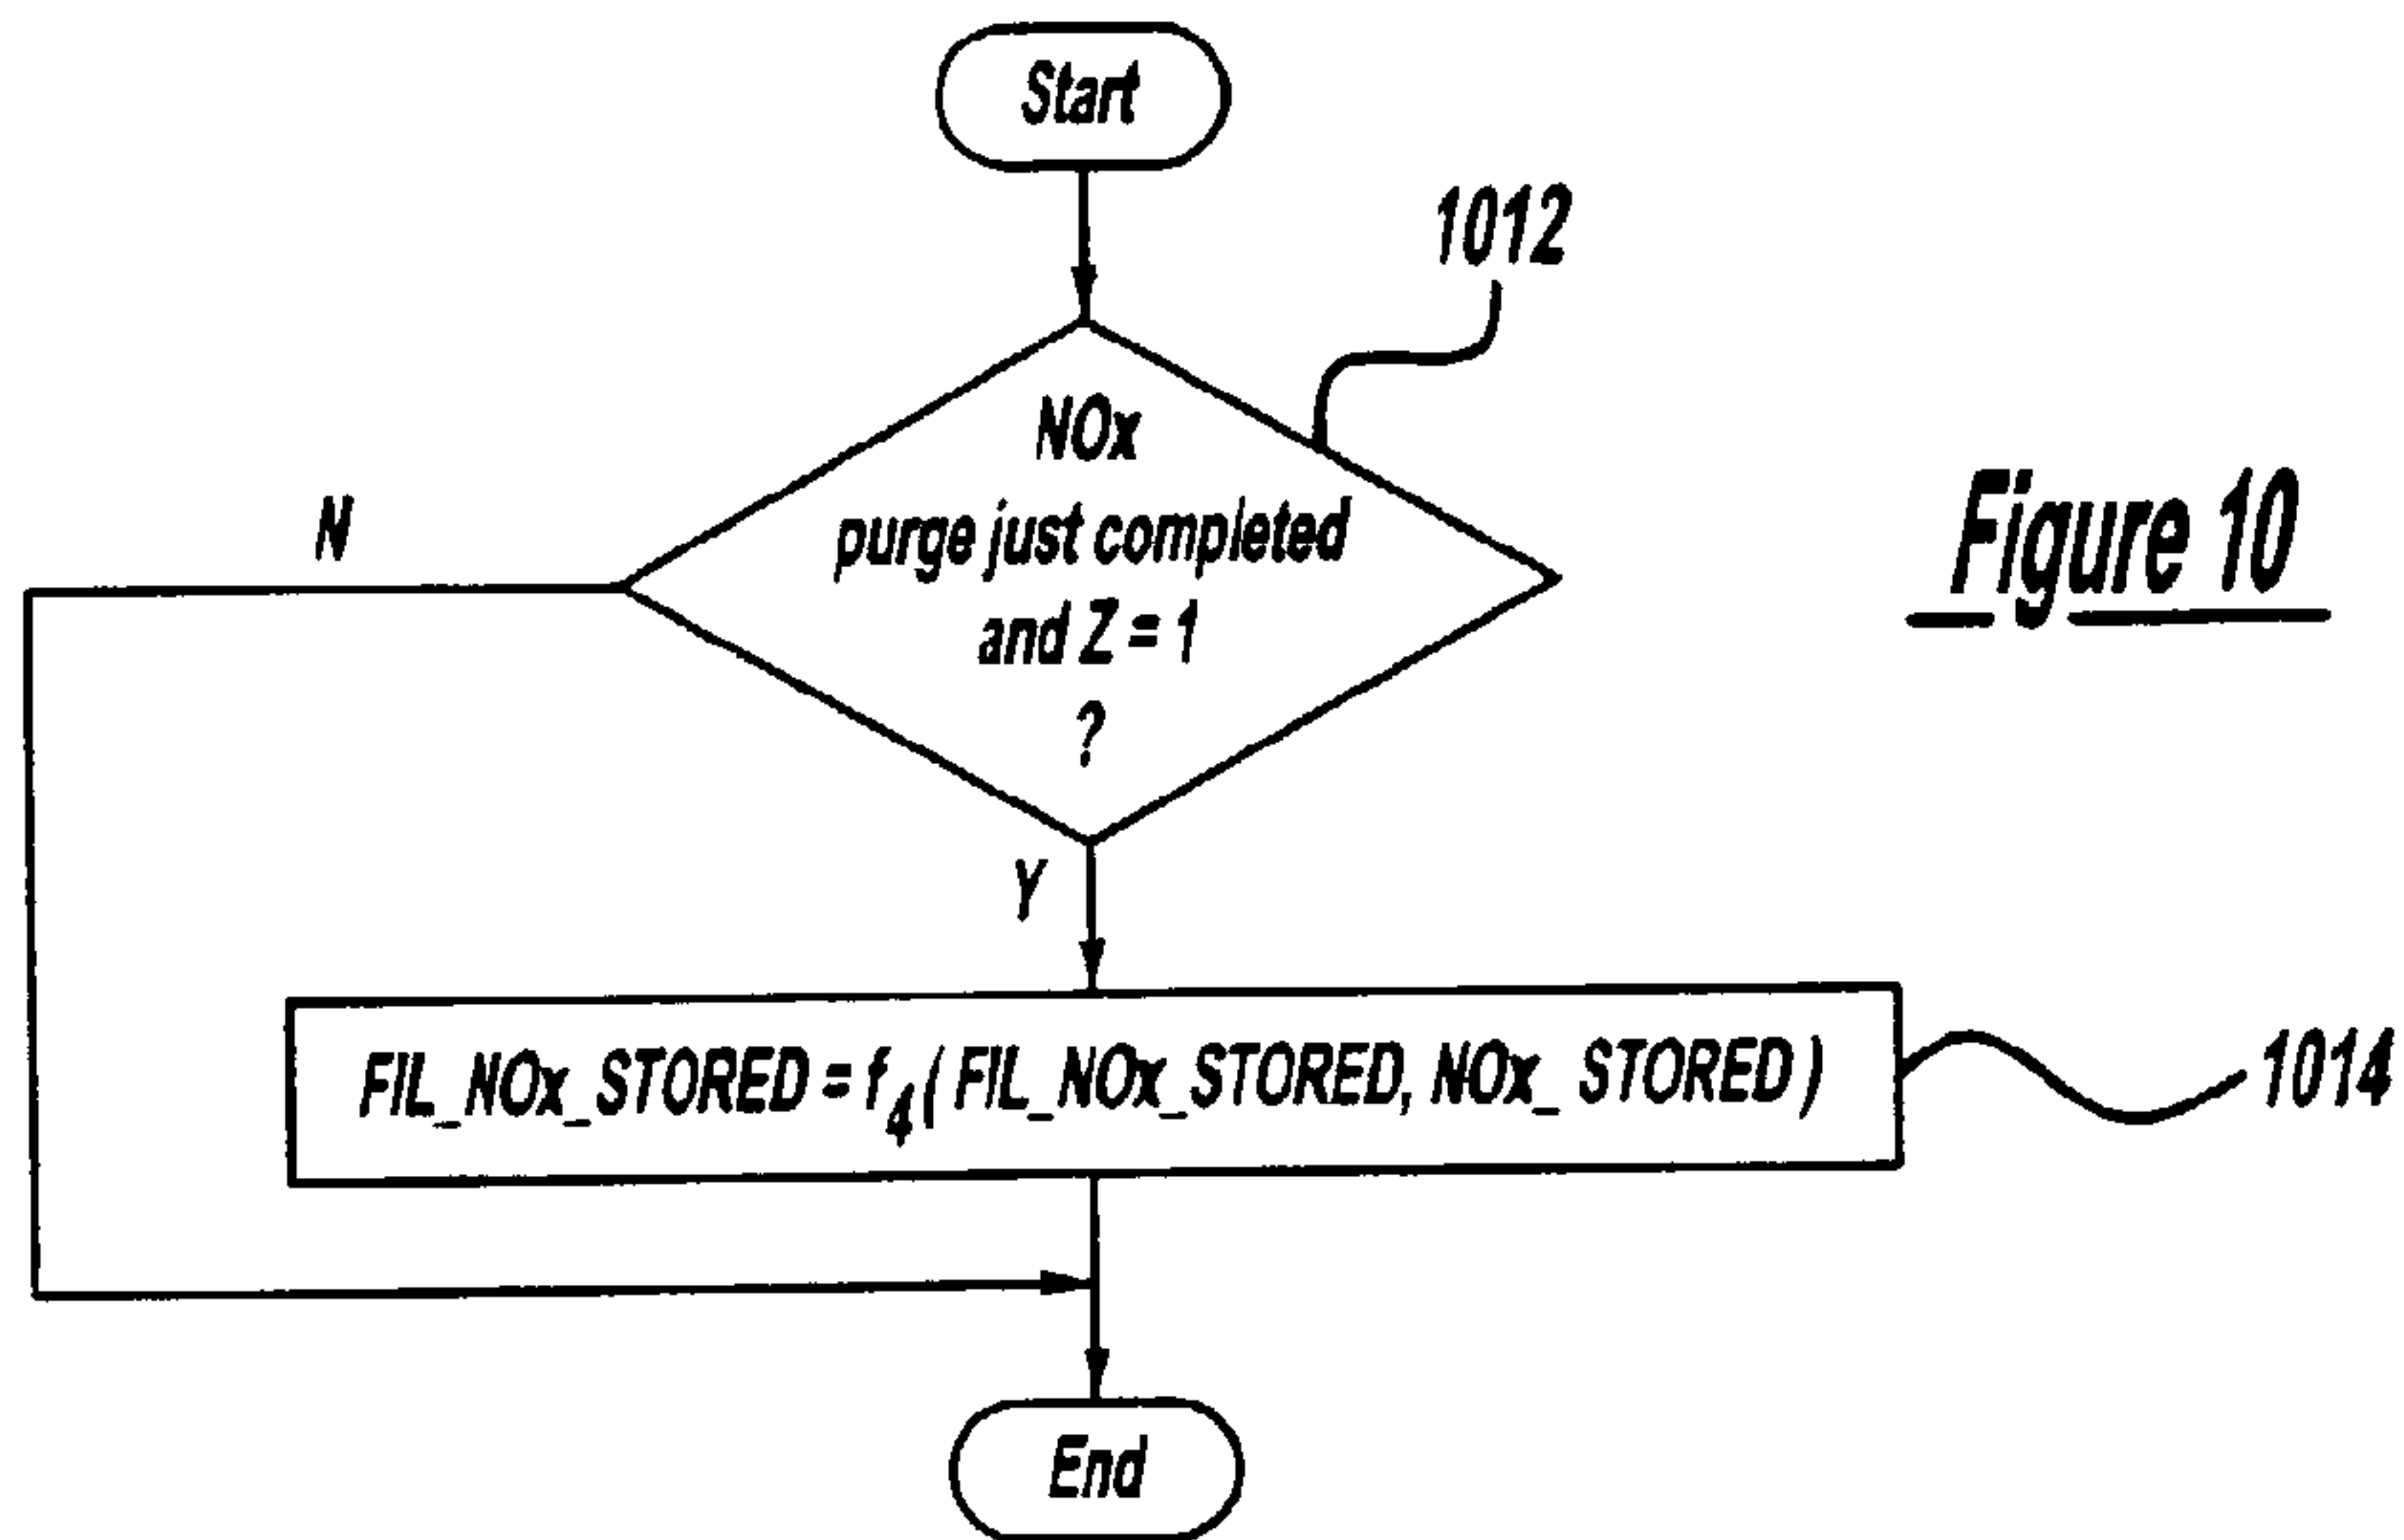 Start
1012
NOx
purge just completed
and Z = 1
?
N
Figure 10
Y
FIL_NOx_STORED = f4( FIL_NOx_STORED, NOx_ STORED )
1014
End